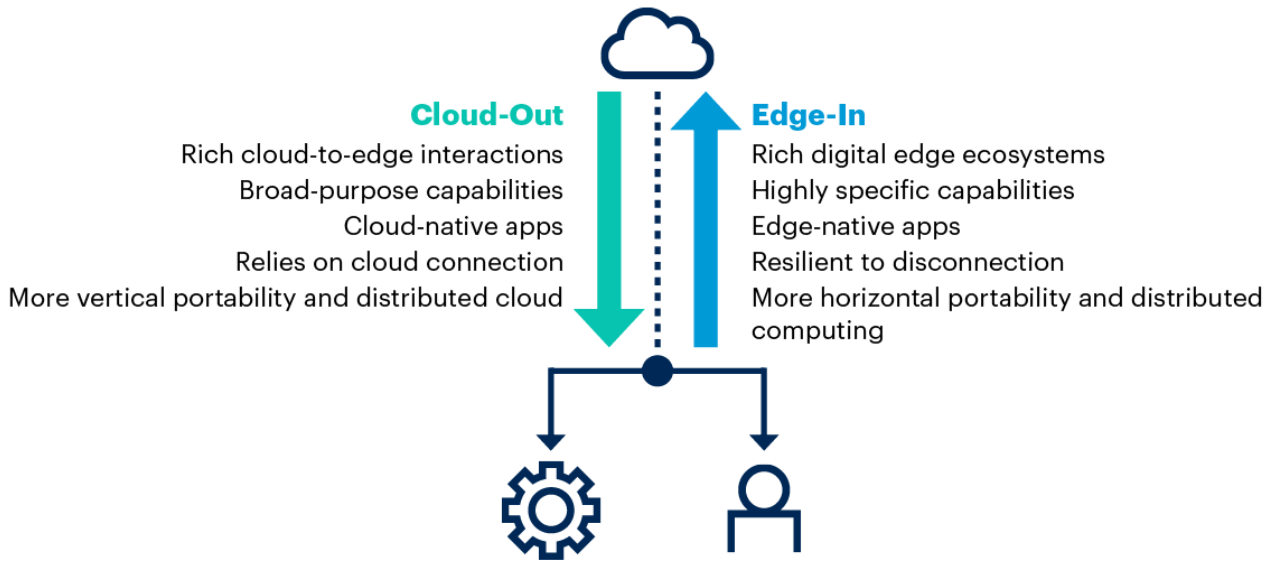 Cloud-Out
Rich cloud-to-edge interactions
Broad-purpose capabilities
Cloud-native apps
Relies on cloud connection
More vertical portability and distributed cloud
Edge-In
Rich digital edge ecosystems
Highly specific capabilities
Edge-native apps
Resilient to disconnection
More horizontal portability and distributed
computing